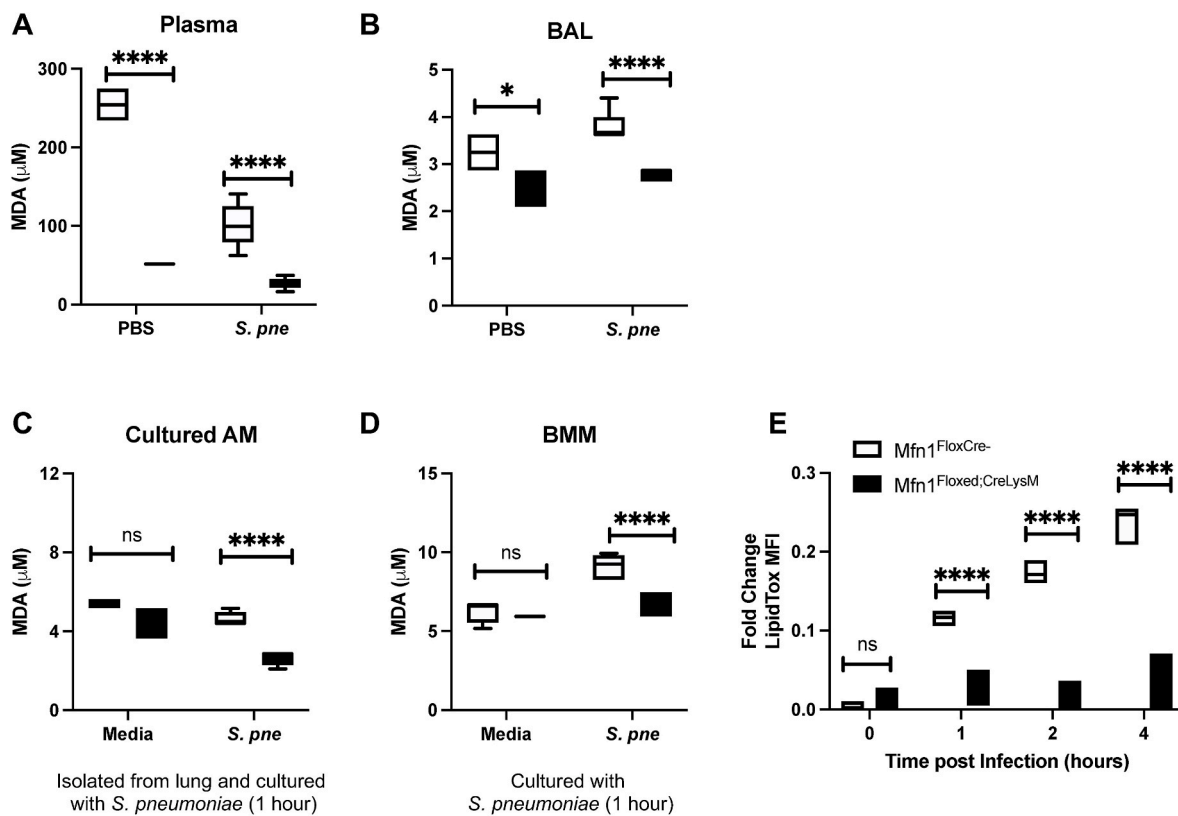 A
Plasma
****
****
300
200
100
0
MDA (μM)
PBS
S. pne
B
BAL
*
****
5
4
3
2
1
0
MDA (μM)
PBS
S. pne
C
Cultured AM
ns
****
12
8
4
0
MDA (μM)
Media
S. pne
Isolated from lung and cultured
with S. pneumoniae (1 hour)
D
BMM
ns
****
15
10
5
0
MDA (μM)
Media
S. pne
Cultured with
S. pneumoniae (1 hour)
E
Mfn1FloxCre-
Mfn1Floxed;CreLysM
ns
****
****
****
0.3
0.2
0.1
0.0
Fold Change
LipidTox MFI
0
1
2
4
Time post Infection (hours)